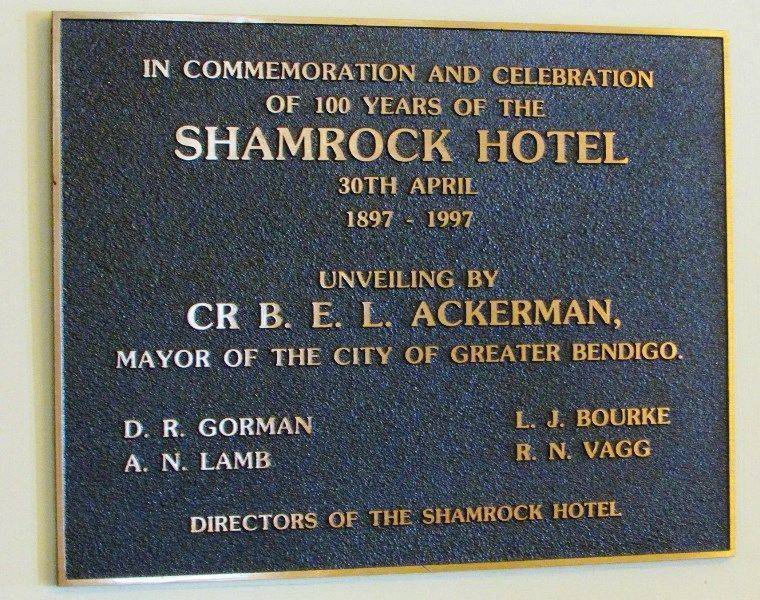 IN COMMEMORATION AND CELEBRATION
OF 100 YEARS OF THE
SHAMROCK HOTEL
30TH APRIL
1897 - 1997
UNVEILING BY
CR B. E. L. ACKERMAN,
MAYOR OF THE CITY OF GREATER BENDIGO.
D. R. GORMAN L. J. BOURKE
A. N. LAMB R. N. VAGG
DIRECTORS OF THE SHAMROCK HOTEL